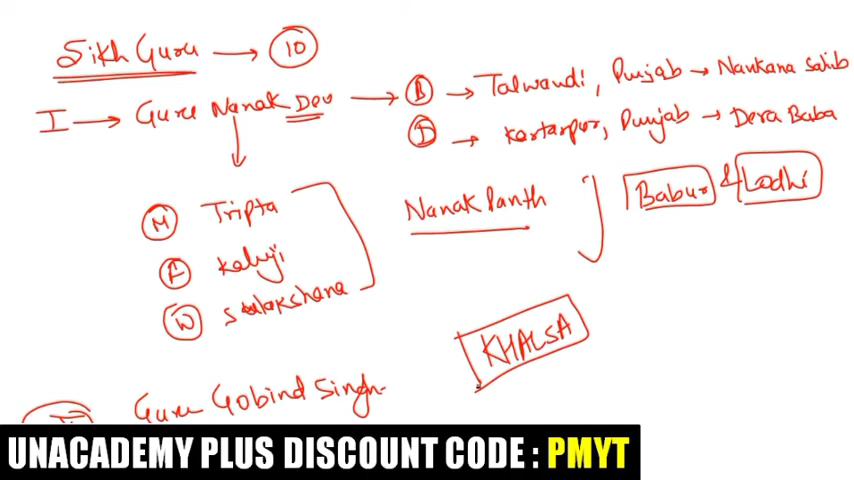 Sikh Guru → 10
I → Guru Nanak Dev → B → Talwandi, Punjab → Nankana Sahib
D → Kartarpur, Punjab → Dera Baba
M Tripta
Nanak Panth
Babur & Lodhi
F Kaluji
W Sulakshana
KHALSA
Guru Gobind Singh
UNACADEMY PLUS DISCOUNT CODE : PMYT